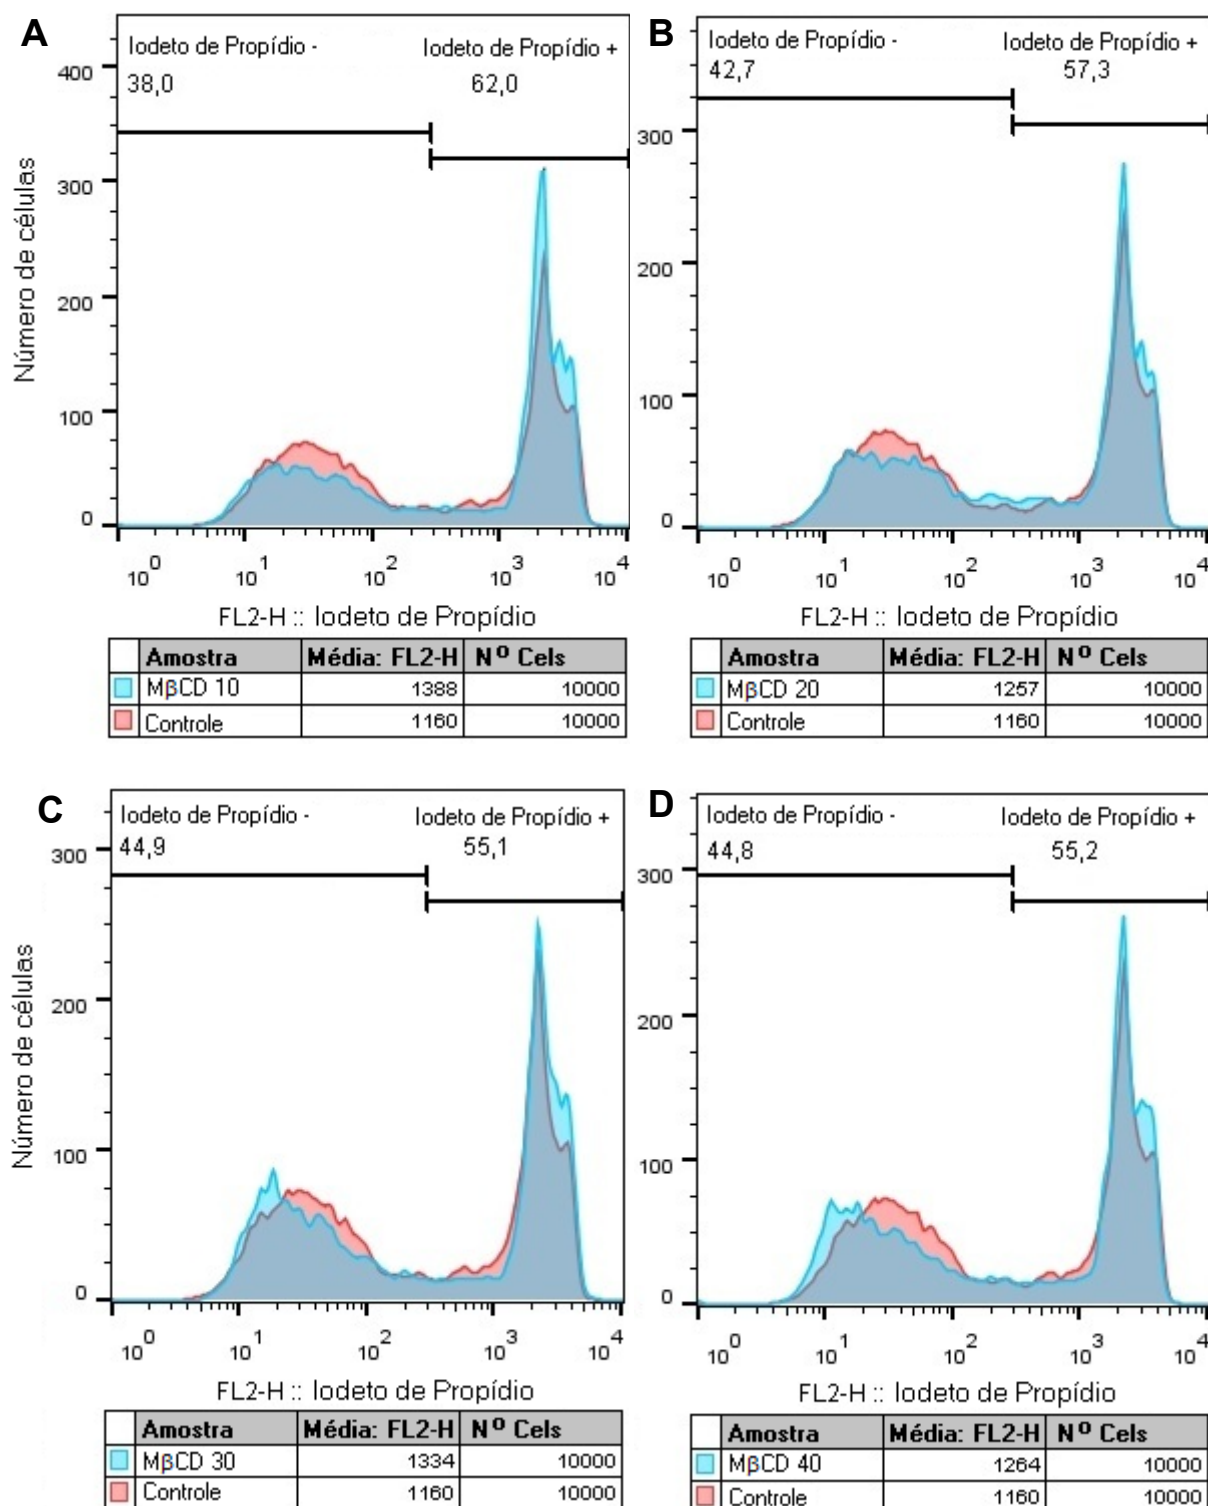 A
Iodeto de Propídio -
Iodeto de Propídio +
38,0
62,0
400
300
200
100
0
Número de células
10^0 10^1 10^2 10^3 10^4
FL2-H :: Iodeto de Propídio
Amostra Média: FL2-H Nº Cels
MβCD 10 1388 10000
Controle 1160 10000
B
Iodeto de Propídio -
Iodeto de Propídio +
42,7
57,3
300
200
100
0
10^0 10^1 10^2 10^3 10^4
FL2-H :: Iodeto de Propídio
Amostra Média: FL2-H Nº Cels
MβCD 20 1257 10000
Controle 1160 10000
C
Iodeto de Propídio -
Iodeto de Propídio +
44,9
55,1
300
200
100
0
Número de células
10^0 10^1 10^2 10^3 10^4
FL2-H :: Iodeto de Propídio
Amostra Média: FL2-H Nº Cels
MβCD 30 1334 10000
Controle 1160 10000
D
Iodeto de Propídio -
Iodeto de Propídio +
44,8
55,2
300
200
100
0
10^0 10^1 10^2 10^3 10^4
FL2-H :: Iodeto de Propídio
Amostra Média: FL2-H Nº Cels
MβCD 40 1264 10000
Controle 1160 10000